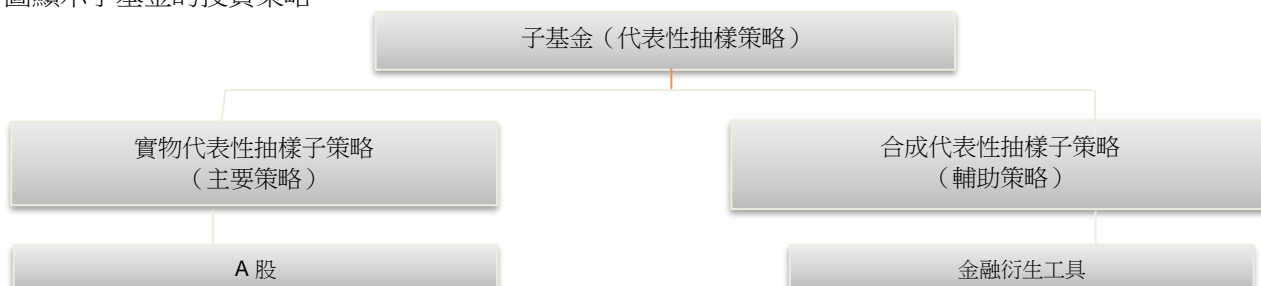 圖顯示子基金的投資策略
子基金（代表性抽樣策略）
實物代表性抽樣子策略
（主要策略）
合成代表性抽樣子策略
（輔助策略）
A 股
金融衍生工具